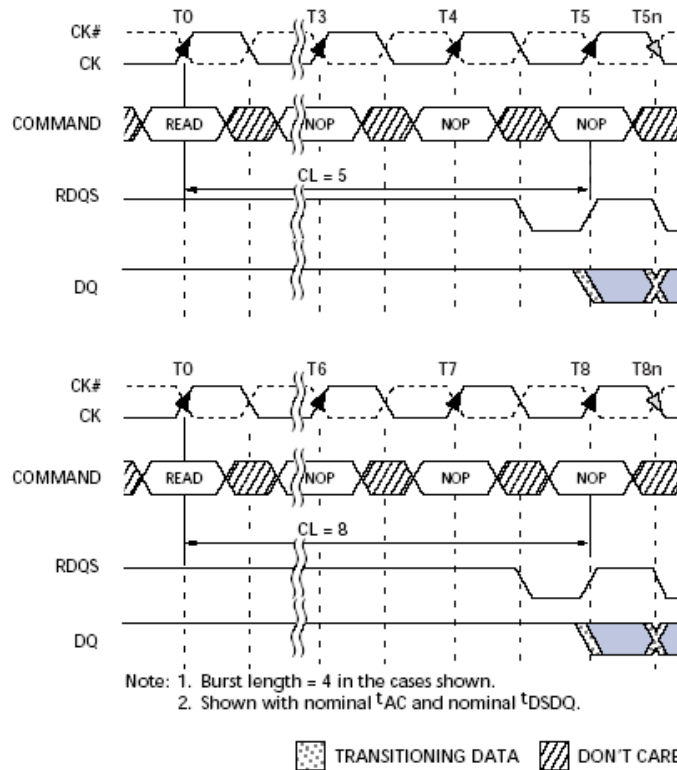 T0 T3 T4 T5 T5n
CK#
CK
COMMAND READ NOP NOP NOP
CL = 5
RDQS
DQ
T0 T6 T7 T8 T8n
CK#
CK
COMMAND READ NOP NOP NOP
CL = 8
RDQS
DQ
Note: 1. Burst length = 4 in the cases shown.
2. Shown with nominal tAC and nominal tDSDQ.
TRANSITIONING DATA DON'T CARE